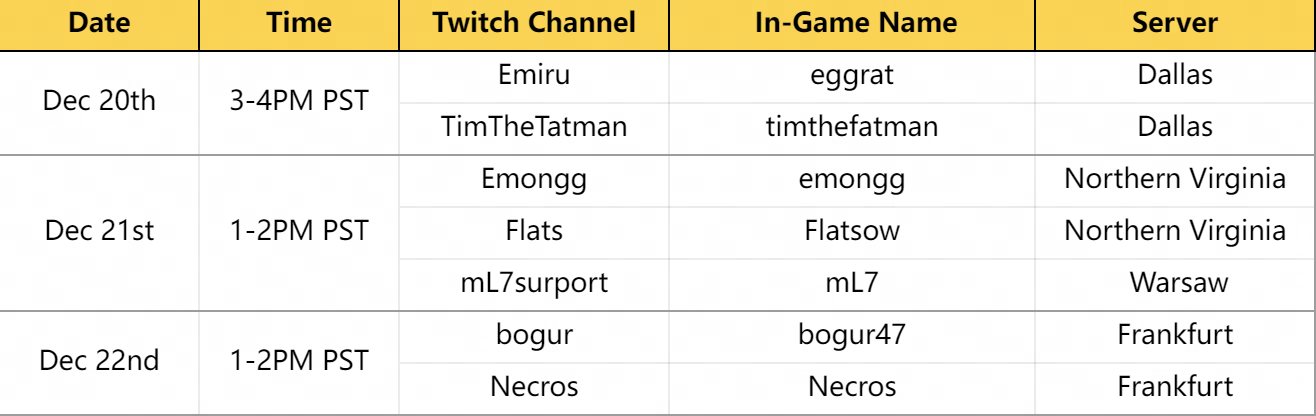 Date Time Twitch Channel In-Game Name Server
Dec 20th 3-4PM PST Emiru eggrat Dallas
TimTheTatman timthefatman Dallas
Dec 21st 1-2PM PST Emongg emongg Northern Virginia
Flats Flatsow Northern Virginia
mL7surport mL7 Warsaw
Dec 22nd 1-2PM PST bogur bogur47 Frankfurt
Necros Necros Frankfurt